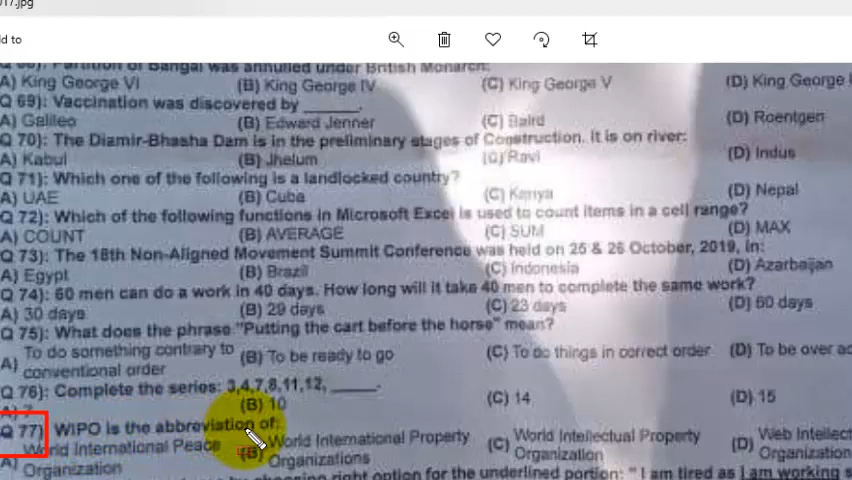 17.jpg
dd to
Partition of Bangal was annulled under British Monarch:
A) King George VI (B) King George IV (C) King George V (D) King George I
Q 69): Vaccination was discovered by ______.
A) Galileo (B) Edward Jenner (C) Baird (D) Roentgen
Q 70): The Diamir-Bhasha Dam is in the preliminary stages of Construction. It is on river:
A) Kabul (B) Jhelum (C) Ravi (D) Indus
Q 71): Which one of the following is a landlocked country?
A) UAE (B) Cuba (C) Kenya (D) Nepal
Q 72): Which of the following functions in Microsoft Excel is used to count items in a cell range?
A) COUNT (B) AVERAGE (C) SUM (D) MAX
Q 73): The 18th Non-Aligned Movement Summit Conference was held on 25 & 26 October, 2019, in:
A) Egypt (B) Brazil (C) Indonesia (D) Azarbaijan
Q 74): 60 men can do a work in 40 days. How long will it take 40 men to complete the same work?
A) 30 days (B) 29 days (C) 23 days (D) 60 days
Q 75): What does the phrase "Putting the cart before the horse" mean?
A) To do something contrary to (B) To be ready to go (C) To do things in correct order (D) To be over ac
conventional order
Q 76): Complete the series: 3,4,7,8,11,12, _____.
A) 7 (B) 10 (C) 14 (D) 15
Q 77) WIPO is the abbreviation of:
A) World International Peace (B) World International Property (C) World Intellectual Property (D) Web Intellect
Organization Organizations Organization Organization
right option for the underlined portion: " I am tired as I am working s